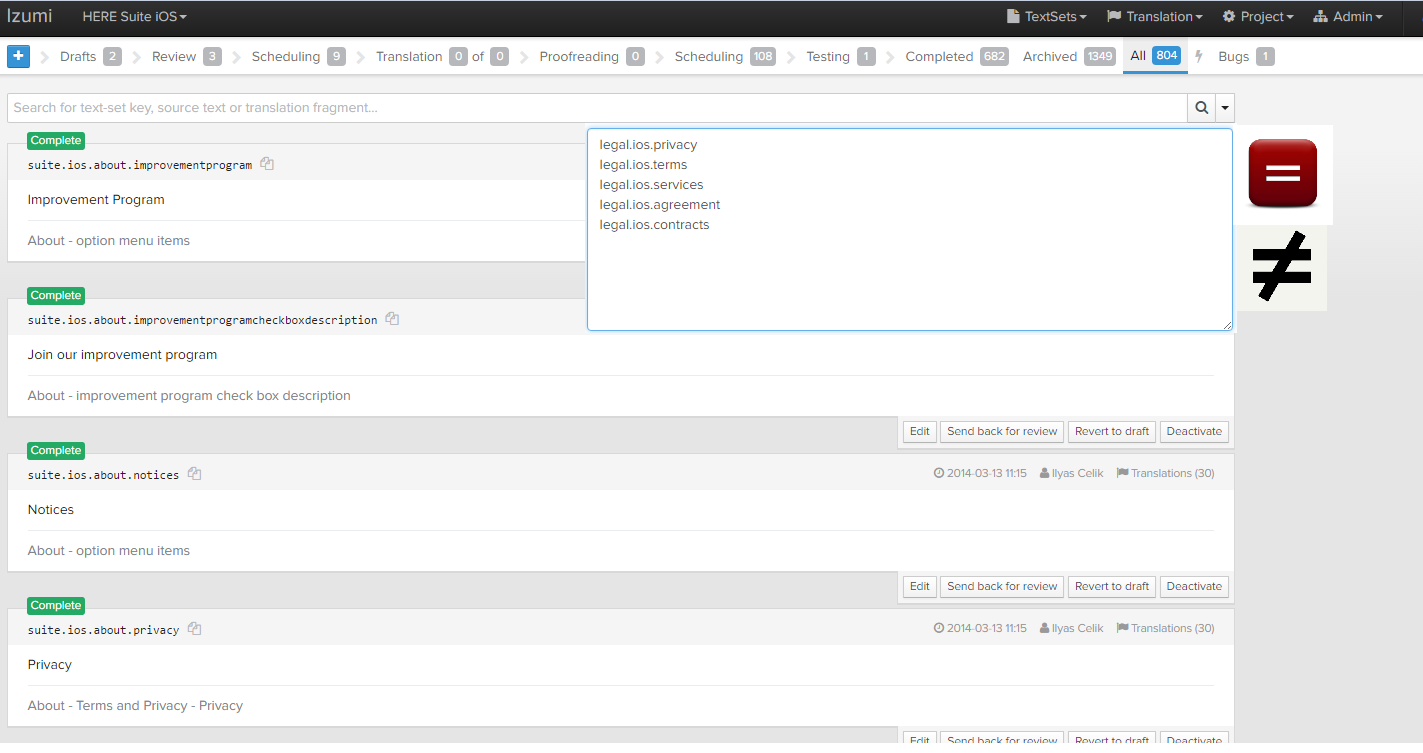 Izumi HERE Suite iOS TextSets Translation Project Admin
+ Drafts 2 Review 3 Scheduling 9 Translation 0 of 0 Proofreading 0 Scheduling 108 Testing 1 Completed 682 Archived 1349 All 804 Bugs 1
Search for text-set key, source text or translation fragment...
Complete
suite.ios.about.improvementprogram
Improvement Program
About - option menu items
legal.ios.privacy
legal.ios.terms
legal.ios.services
legal.ios.agreement
legal.ios.contracts
=
≠
Complete
suite.ios.about.improvementprogramcheckboxdescription
Join our improvement program
About - improvement program check box description
Edit Send back for review Revert to draft Deactivate
Complete
suite.ios.about.notices 2014-03-13 11:15 Ilyas Celik Translations (30)
Notices
About - option menu items
Edit Send back for review Revert to draft Deactivate
Complete
suite.ios.about.privacy 2014-03-13 11:15 Ilyas Celik Translations (30)
Privacy
About - Terms and Privacy - Privacy
Edit Send back for review Revert to draft Deactivate